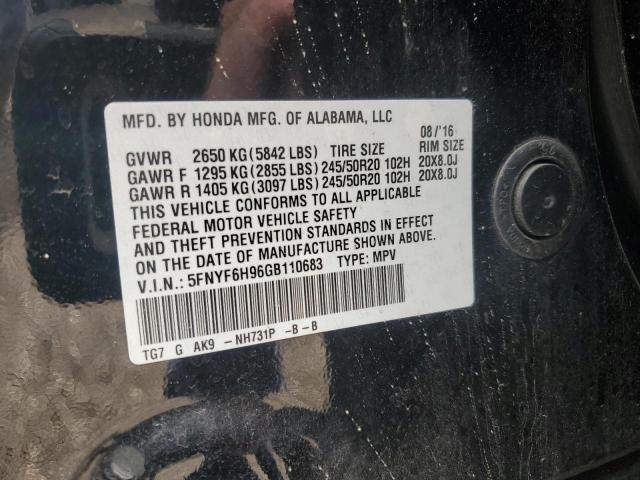 MFD. BY HONDA MFG. OF ALABAMA, LLC 08/'16
GVWR 2650 KG (5842 LBS) TIRE SIZE RIM SIZE
GAWR F 1295 KG (2855 LBS) 245/50R20 102H 20X8.0J
GAWR R 1405 KG (3097 LBS) 245/50R20 102H 20X8.0J
THIS VEHICLE CONFORMS TO ALL APPLICABLE
FEDERAL MOTOR VEHICLE SAFETY
AND THEFT PREVENTION STANDARDS IN EFFECT
ON THE DATE OF MANUFACTURE SHOWN ABOVE.
V.I.N.: 5FNYF6H96GB110683 TYPE: MPV
TG7 G AK9 - NH731P -B -B